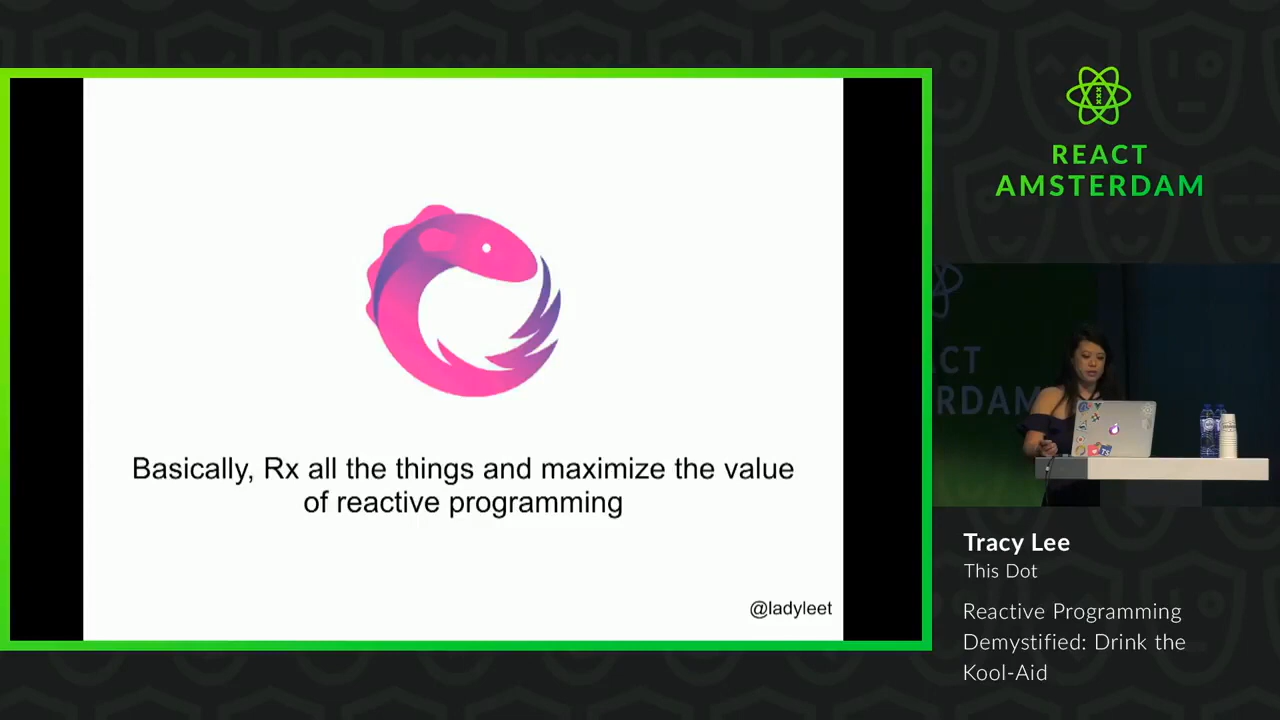 Basically, Rx all the things and maximize the value
of reactive programming
@ladyleet
REACT
AMSTERDAM
Tracy Lee
This Dot
Reactive Programming
Demystified: Drink the
Kool-Aid